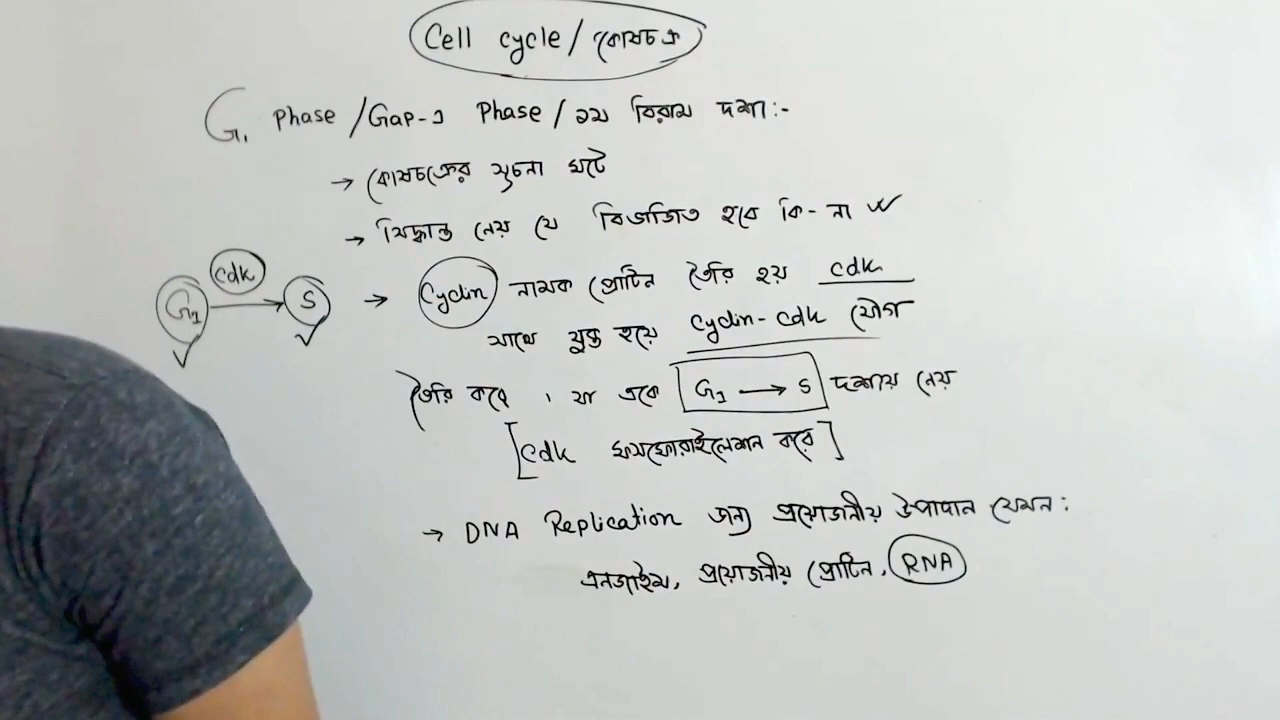 Cell cycle / কোষচক্র
G₁ Phase / Gap-১ Phase / ১ম বিরাম দশা:-
→ কোষচক্রের সূচনা ঘটে
→ সিদ্ধান্ত নেয় যে বিভাজিত হবে কি-না
G₁ cdk → S
→ Cyclin নামক প্রোটিন তৈরি হয় cdk
সাথে যুক্ত হয়ে cyclin-cdk যৌগ
তৈরি করে, যা একে G₁ → S দশায় নেয়
[cdk ফসফোরাইলেশন করে]
→ DNA Replication জন্য প্রয়োজনীয় উপাদান যেমন:
এনজাইম, প্রয়োজনীয় প্রোটিন, RNA